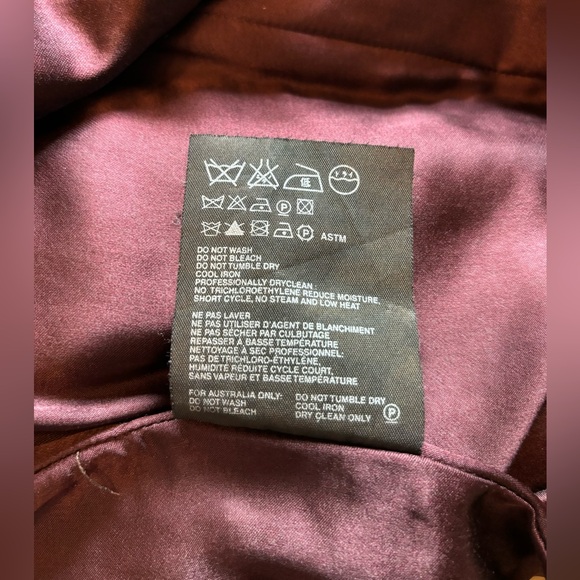 低 ドライ
P
ASTM
DO NOT WASH
DO NOT BLEACH
DO NOT TUMBLE DRY
COOL IRON
PROFESSIONALLY DRYCLEAN:
NO TRICHLOROETHYLENE REDUCE MOISTURE,
SHORT CYCLE, NO STEAM AND LOW HEAT
NE PAS LAVER
NE PAS UTILISER D'AGENT DE BLANCHIMENT
NE PAS SÉCHER PAR CULBUTAGE
REPASSER À BASSE TEMPÉRATURE
NETTOYAGE À SEC PROFESSIONNEL:
PAS DE TRICHLORO-ÉTHYLÈNE,
HUMIDITÉ RÉDUITE CYCLE COURT,
SANS VAPEUR ET BASSE TEMPÉRATURE
FOR AUSTRALIA ONLY: DO NOT TUMBLE DRY
DO NOT WASH COOL IRON
DO NOT BLEACH DRY CLEAN ONLY P